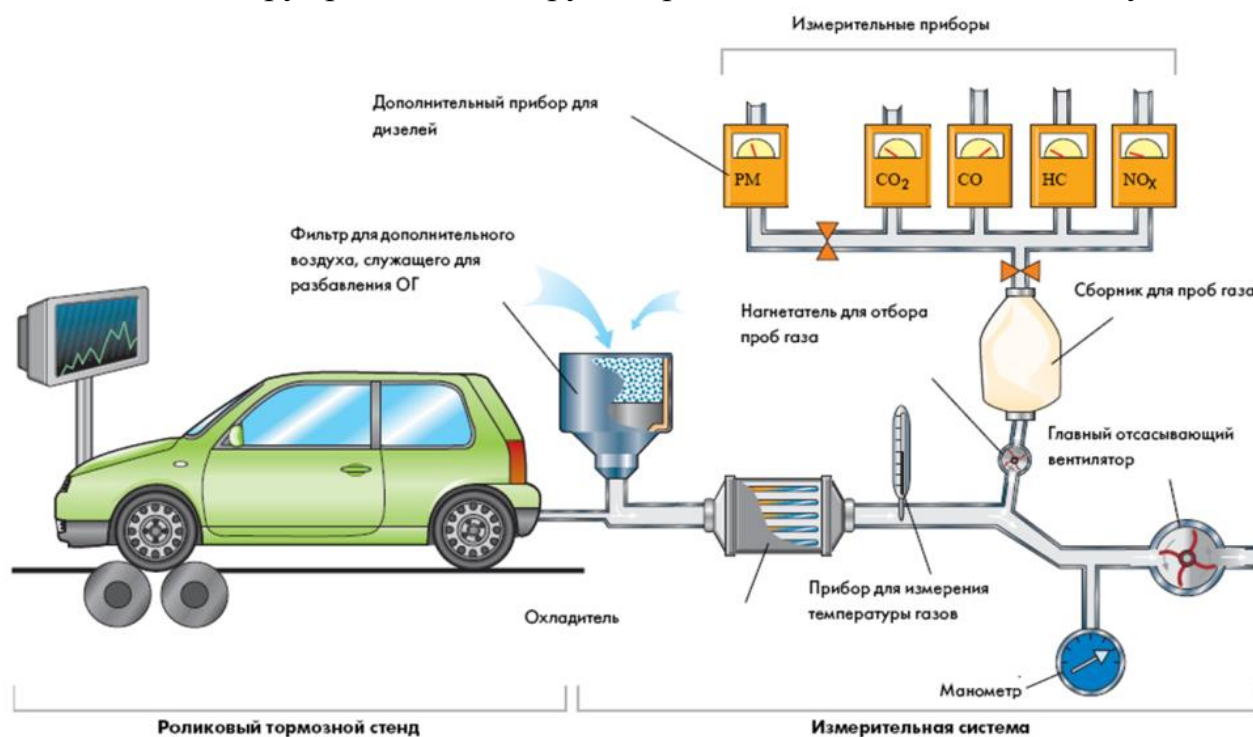 Измерительные приборы
Дополнительный прибор для
дизелей
PM
CO₂
CO
HC
NOX
Фильтр для дополнительного
воздуха, служащего для
разбавления ОГ
Нагнетатель для отбора
проб газа
Сборник для проб газа
Главный отсасывающий
вентилятор
Охладитель
Прибор для измерения
температуры газов
Манометр
Роликовый тормозной стенд
Измерительная система